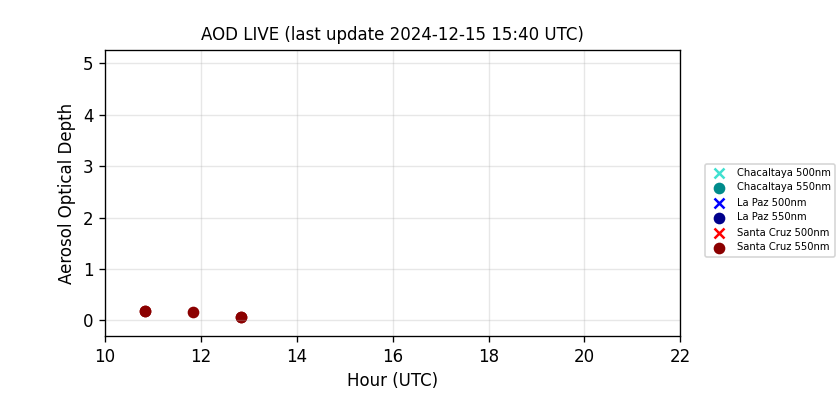 AOD LIVE (last update 2024-12-15 15:40 UTC)
5
4
3
2
1
0
Aerosol Optical Depth
10 12 14 16 18 20 22
Hour (UTC)
Chacaltaya 500nm
Chacaltaya 550nm
La Paz 500nm
La Paz 550nm
Santa Cruz 500nm
Santa Cruz 550nm